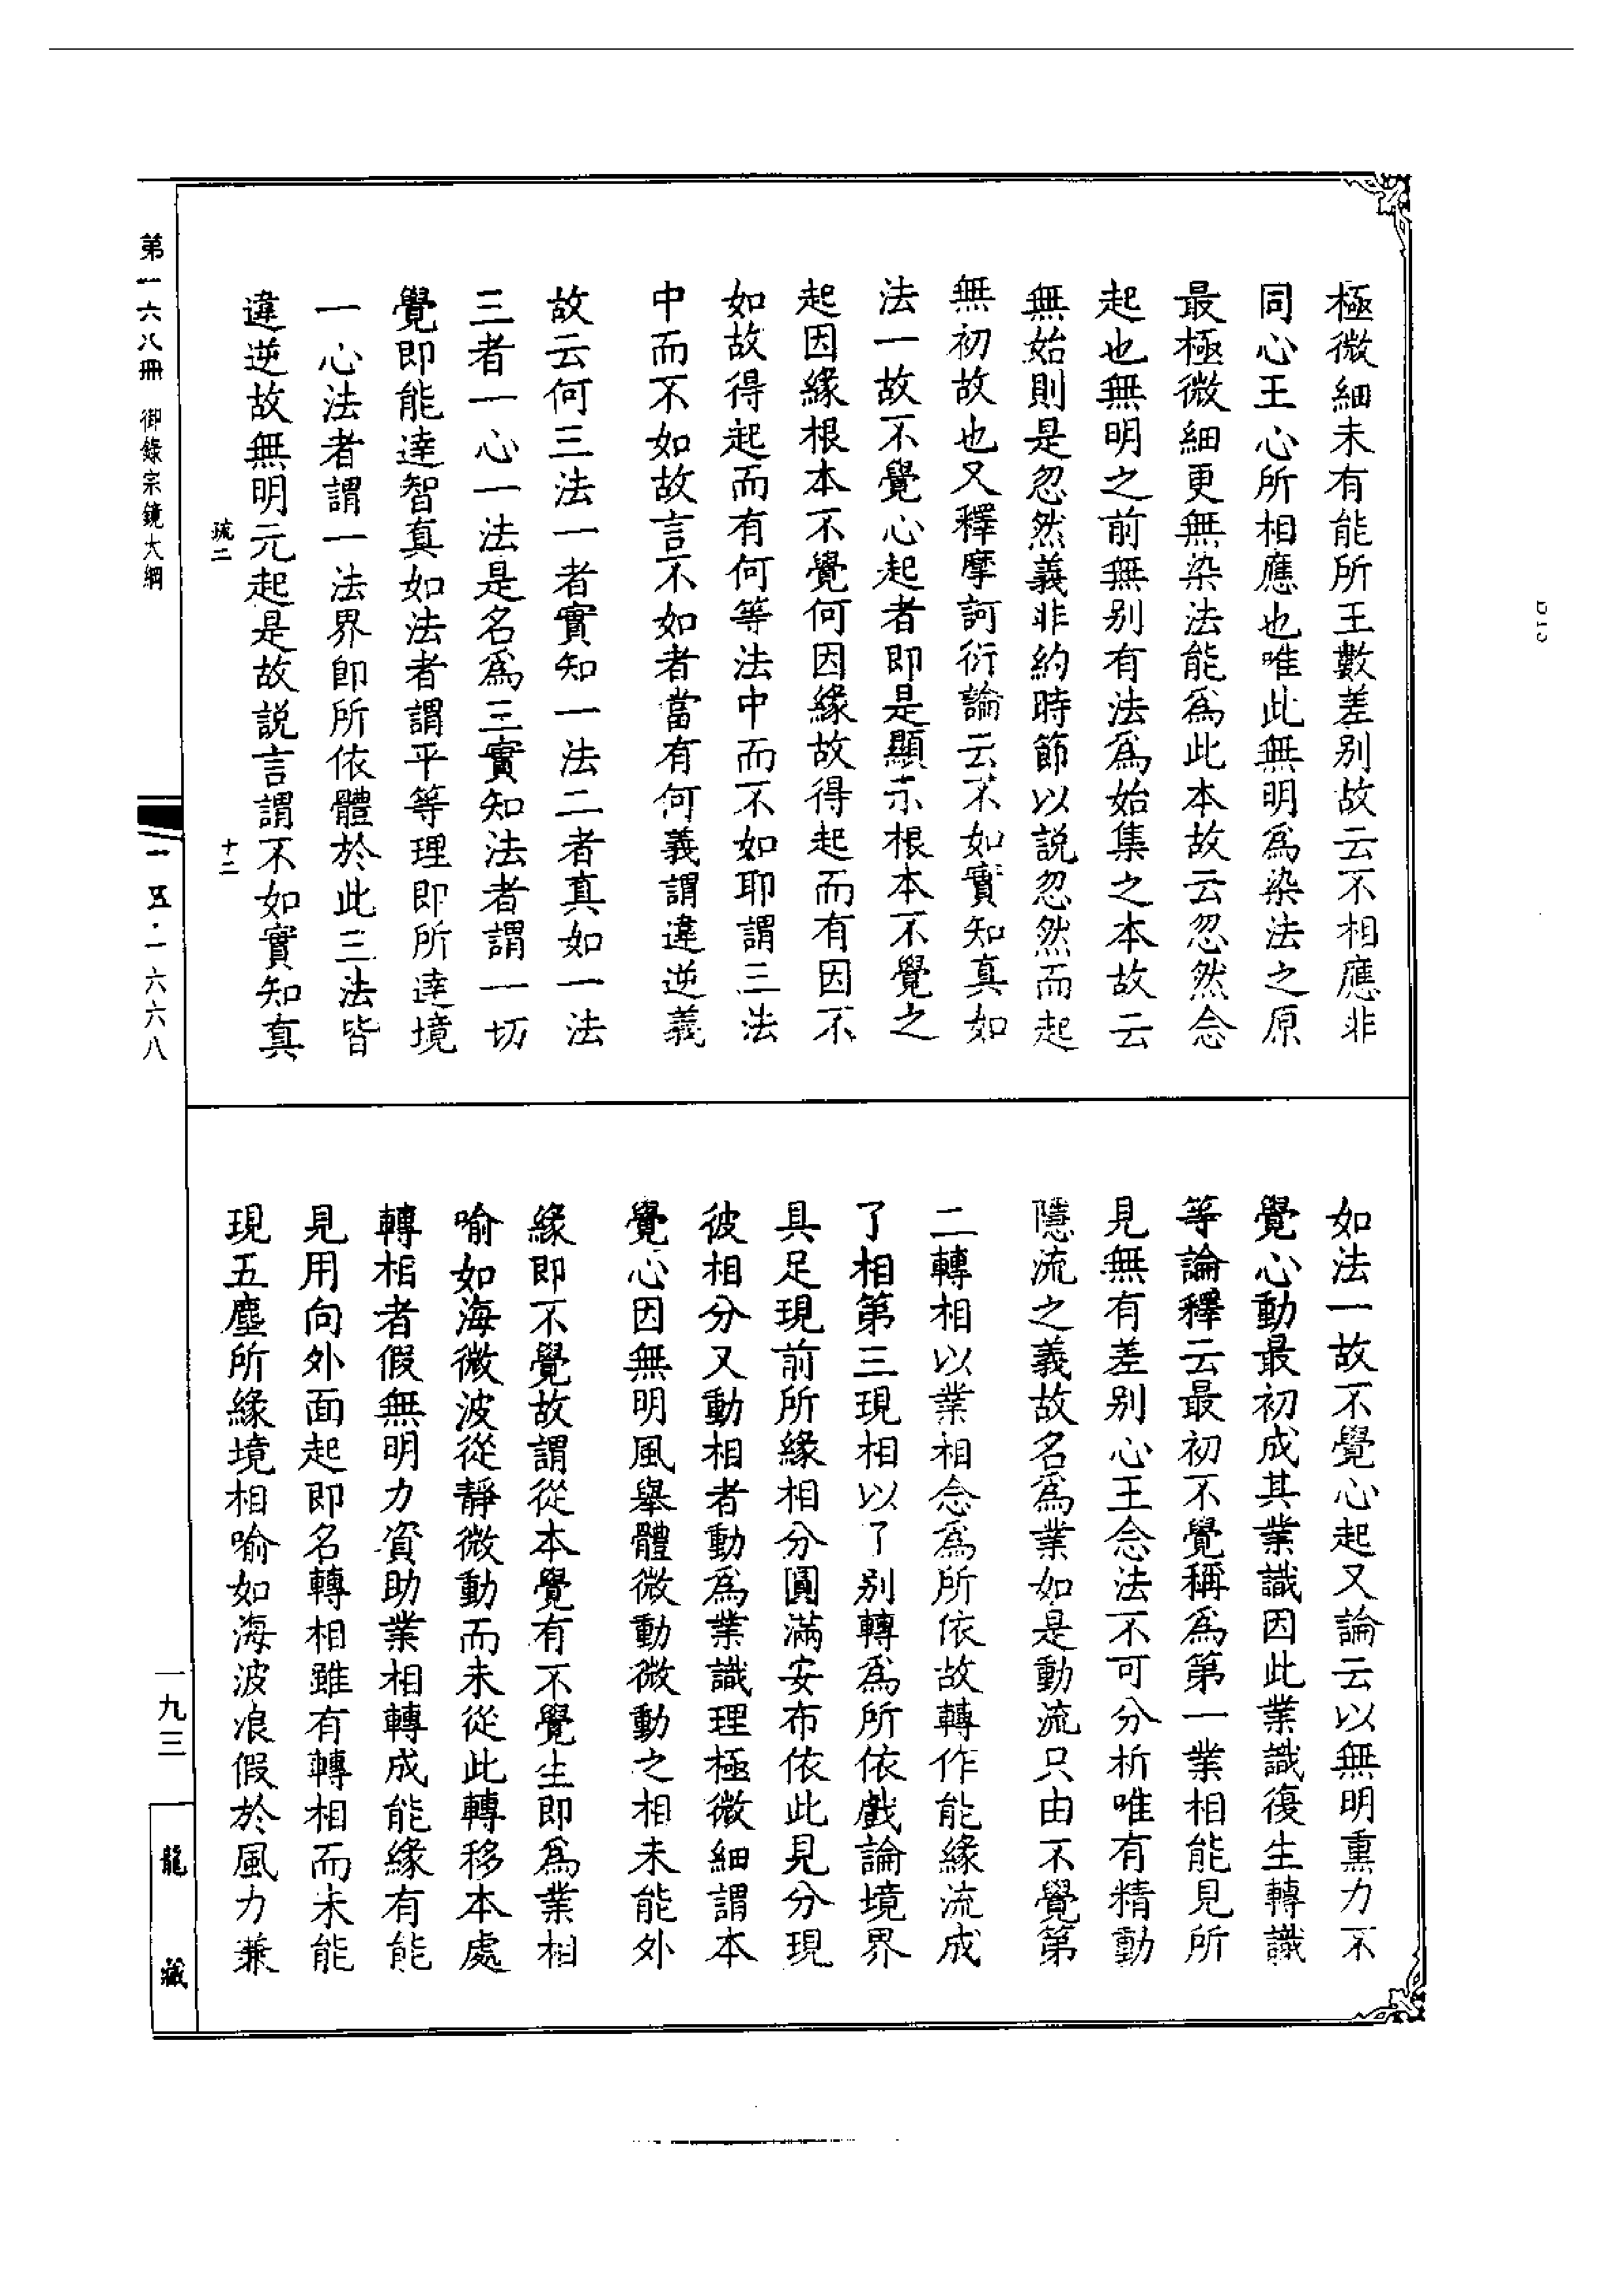 極微細未有能所王數差别故云不相應非
同心王心所相應也唯此無明爲染法之原
最極微細更無染法能爲此本故云忽然念
起也無明之前無别有法爲始集之本故云
無始則是忽然義非約時節以説忽然而起
無初故也又釋摩訶衍論云不如實知真如
法一故不覺心起者即是顯示根本不覺之
起因緣根本不覺何因緣故得起而有因不
如故得起而有何等法中而不如耶謂三法
中而不如故言不如者當有何義謂違逆義
故云何三法一者實知一法二者真如一法
三者一心一法是名爲三實知法者謂一切
覺即能達智真如法者謂平等理即所達境
一心法者謂一法界即所依體於此三法皆
違逆故無明元起是故説言謂不如實知真
如法一故不覺心起又論云以無明熏力不
覺心動最初成其業識因此業識復生轉識
等論釋云最初不覺稱爲第一業相能見所
見無有差别心王念法不可分析唯有精動
隱流之義故名爲業如是動流只由不覺第
二轉相以業相念爲所依故轉作能緣流成
了相第三現相以了别轉爲所依戲論境界
具足現前所緣相分圓滿安布依此見分現
彼相分又動相者動爲業識理極微細謂本
覺心因無明風舉體微動微動之相未能外
緣即不覺故謂從本覺有不覺生即爲業相
喻如海微波從靜微動而未從此轉移本處
轉相者假無明力資助業相轉成能緣有能
見用向外面起即名轉相雖有轉相而未能
現五塵所緣境相喻如海波浪假於風力兼
第一六八冊 御錄宗鏡大綱
一五·一六六八
一九三
龍藏
十二